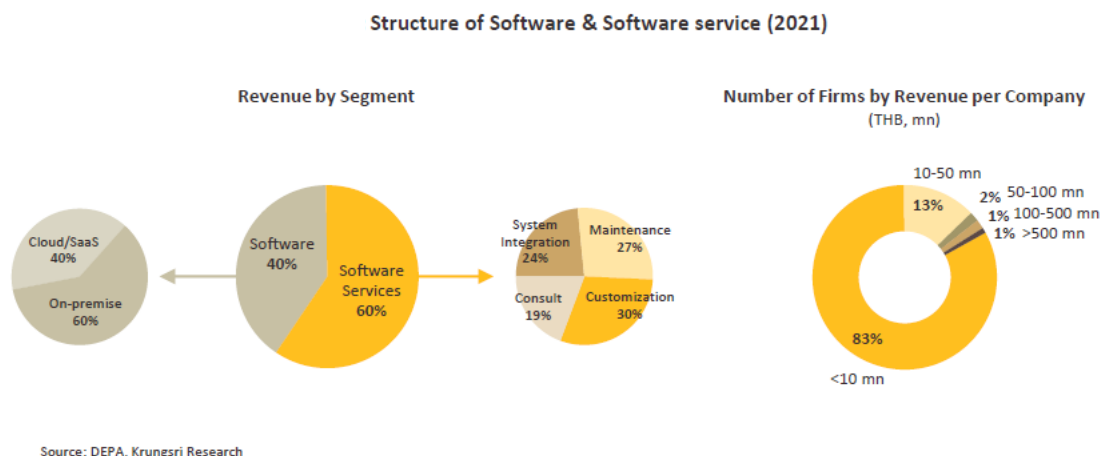 Structure of Software & Software service (2021)
Revenue by Segment
Cloud/SaaS
40%
On-premise
60%
Software
40%
Software
Services
60%
System
Integration
24%
Maintenance
27%
Consult
19%
Customization
30%
Number of Firms by Revenue per Company
(THB, mn)
10-50 mn
13%
2% 50-100 mn
1% 100-500 mn
1% >500 mn
83%
<10 mn
Source: DEPA, Krungsri Research